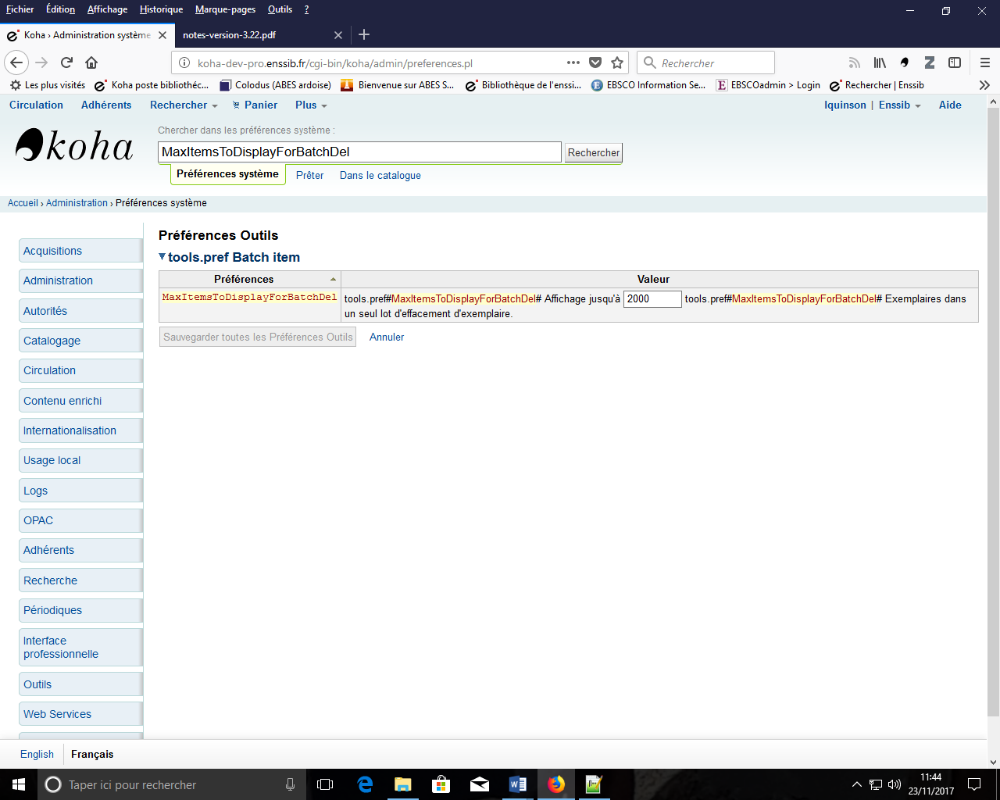 Fichier Édition Affichage Historique Marque-pages Outils ?
Koha › Administration système
notes-version-3.22.pdf
koha-dev-pro.enssib.fr/cgi-bin/koha/admin/preferences.pl
Rechercher
Les plus visités Koha poste bibliothéc... Colodus (ABES ardoise) Bienvenue sur ABES S... Bibliothèque de l'enssi... EBSCO Information Se... EBSCOadmin > Login Rechercher | Enssib
Circulation Adhérents Rechercher Panier Plus lquinson | Enssib Aide
koha
Chercher dans les préférences système :
MaxItemsToDisplayForBatchDel Rechercher
Préférences système Prêter Dans le catalogue
Accueil › Administration › Préférences système
Acquisitions
Administration
Autorités
Catalogage
Circulation
Contenu enrichi
Internationalisation
Usage local
Logs
OPAC
Adhérents
Recherche
Périodiques
Interface
professionnelle
Outils
Web Services
Préférences Outils
tools.pref Batch item
Préférences Valeur
MaxItemsToDisplayForBatchDel tools.pref#MaxItemsToDisplayForBatchDel# Affichage jusqu'à 2000 tools.pref#MaxItemsToDisplayForBatchDel# Exemplaires dans
un seul lot d'effacement d'exemplaire.
Sauvegarder toutes les Préférences Outils Annuler
English Français
Taper ici pour rechercher
11:44
23/11/2017